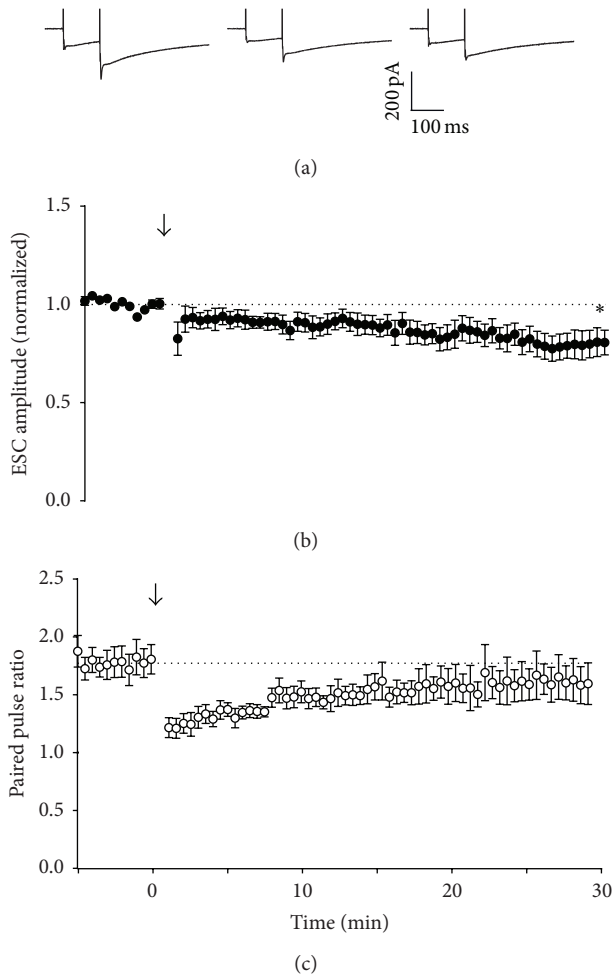 200 pA
100 ms
(a)
ESC amplitude (normalized)
1.5
1.0
0.5
0.0
*
(b)
Paired pulse ratio
2.5
2.0
1.5
1.0
0.5
0.0
0
10
20
30
Time (min)
(c)